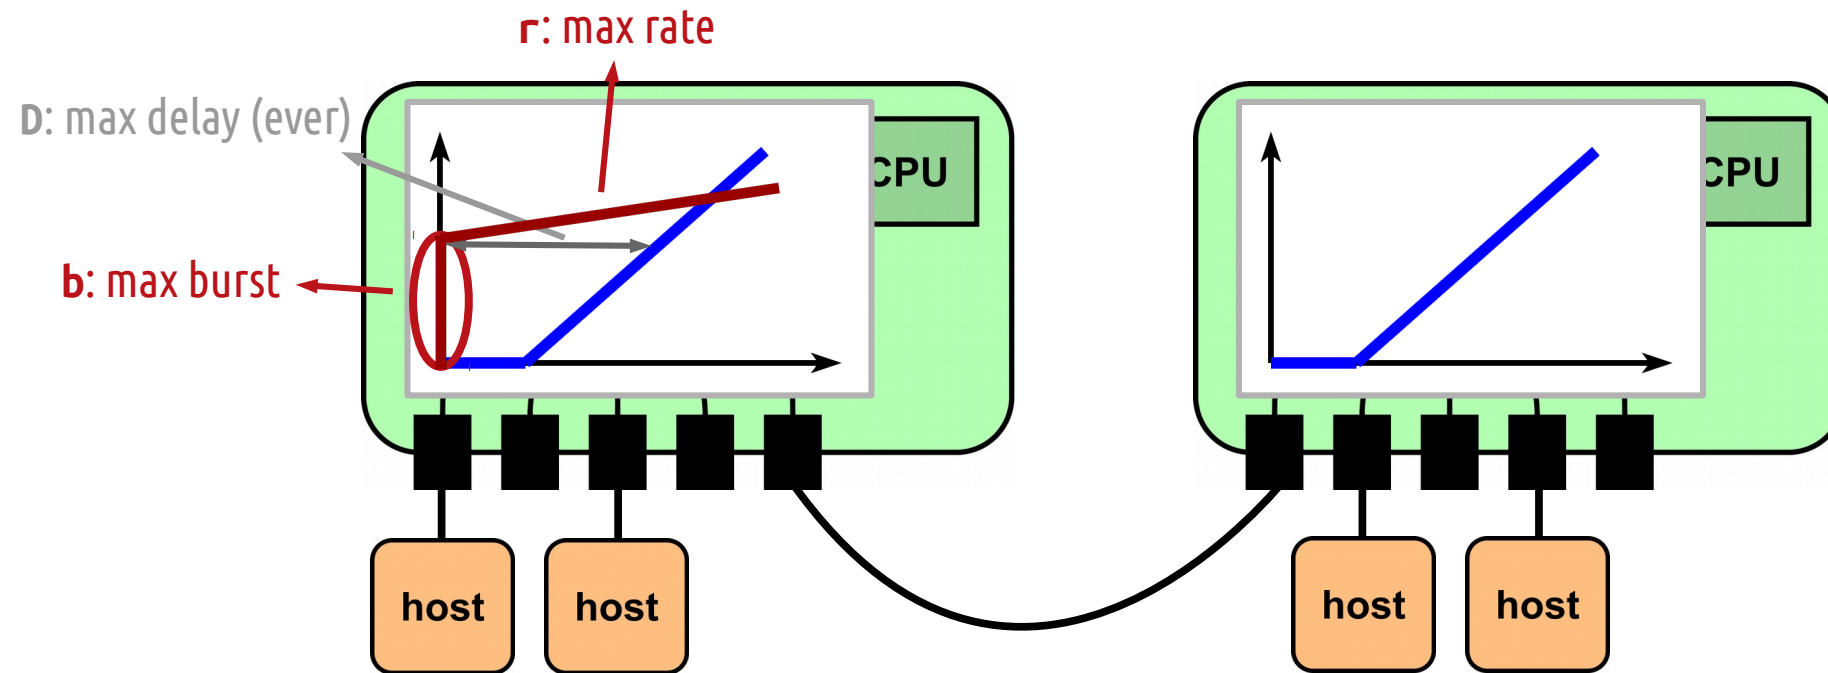 r: max rate
D: max delay (ever)
b: max burst
CPU
CPU
host
host
host
host